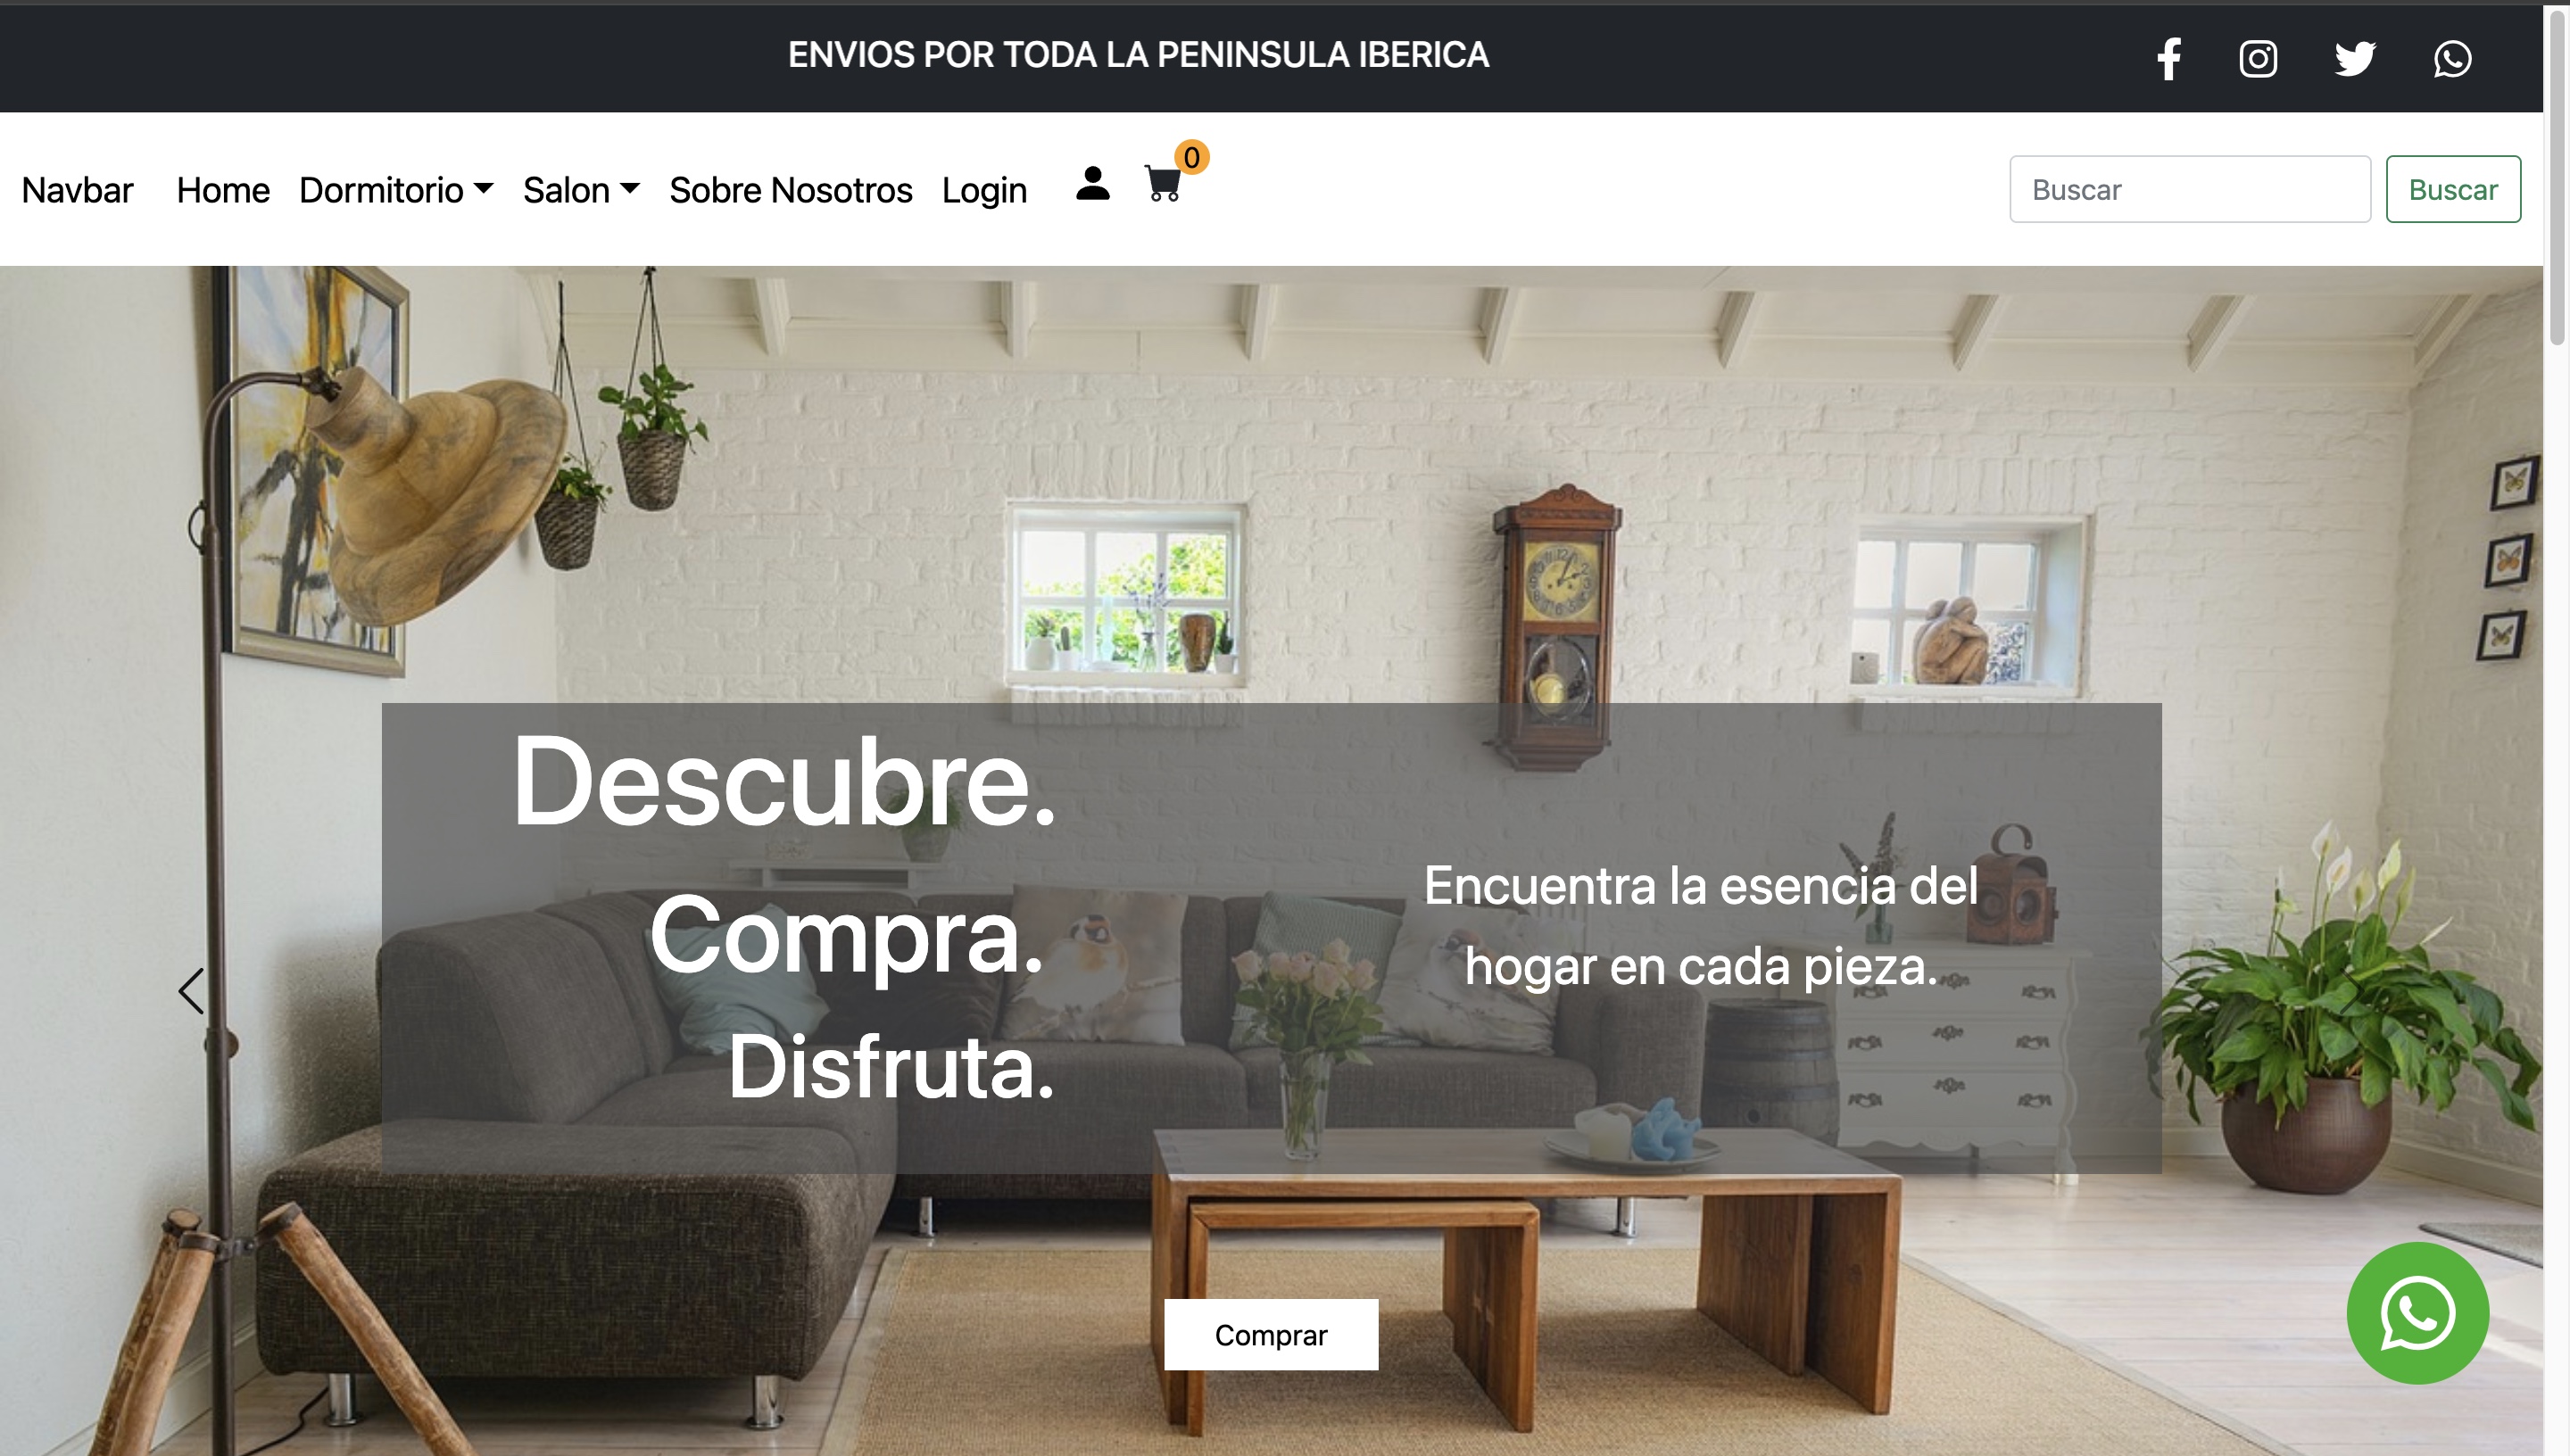 ENVIOS POR TODA LA PENINSULA IBERICA
Navbar Home Dormitorio Salon Sobre Nosotros Login 0 Buscar Buscar
Descubre.
Compra.
Disfruta.
Encuentra la esencia del
hogar en cada pieza.
Comprar